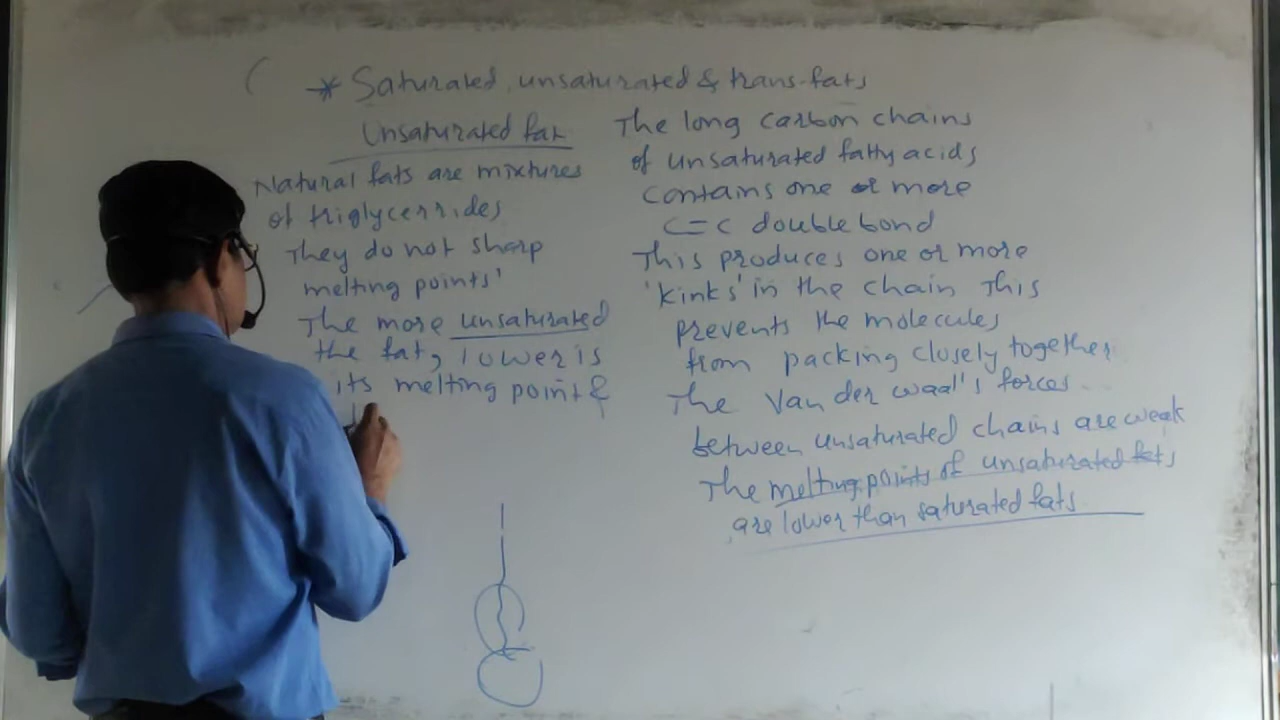 * Saturated, unsaturated & trans-fats
Unsaturated fat
Natural fats are mixtures
of triglycerrides
They do not sharp
melting points'
The more unsaturated
the fat, lower is
its melting point &
The long carbon chains
of unsaturated fatty acids
contains one or more
C=C double bond
This produces one or more
'kinks' in the chain This
prevents the molecules
from packing closely together
The Van der waal's forces
between unsaturated chains are weak
The melting points of unsaturated fats
are lower than saturated fats